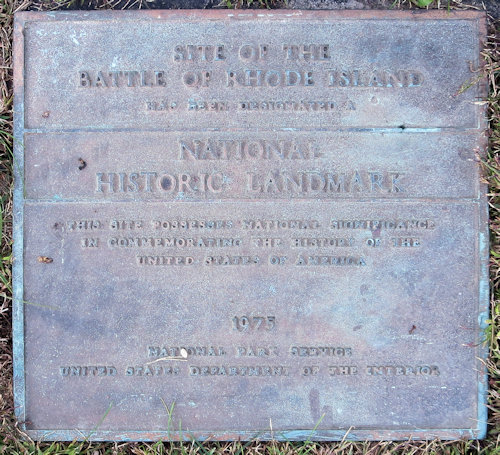 SITE OF THE
BATTLE OF RHODE ISLAND
HAS BEEN DESIGNATED A
NATIONAL
HISTORIC LANDMARK
THIS SITE POSSESSES NATIONAL SIGNIFICANCE
IN COMMEMORATING THE HISTORY OF THE
UNITED STATES OF AMERICA
1975
NATIONAL PARK SERVICE
UNITED STATES DEPARTMENT OF THE INTERIOR